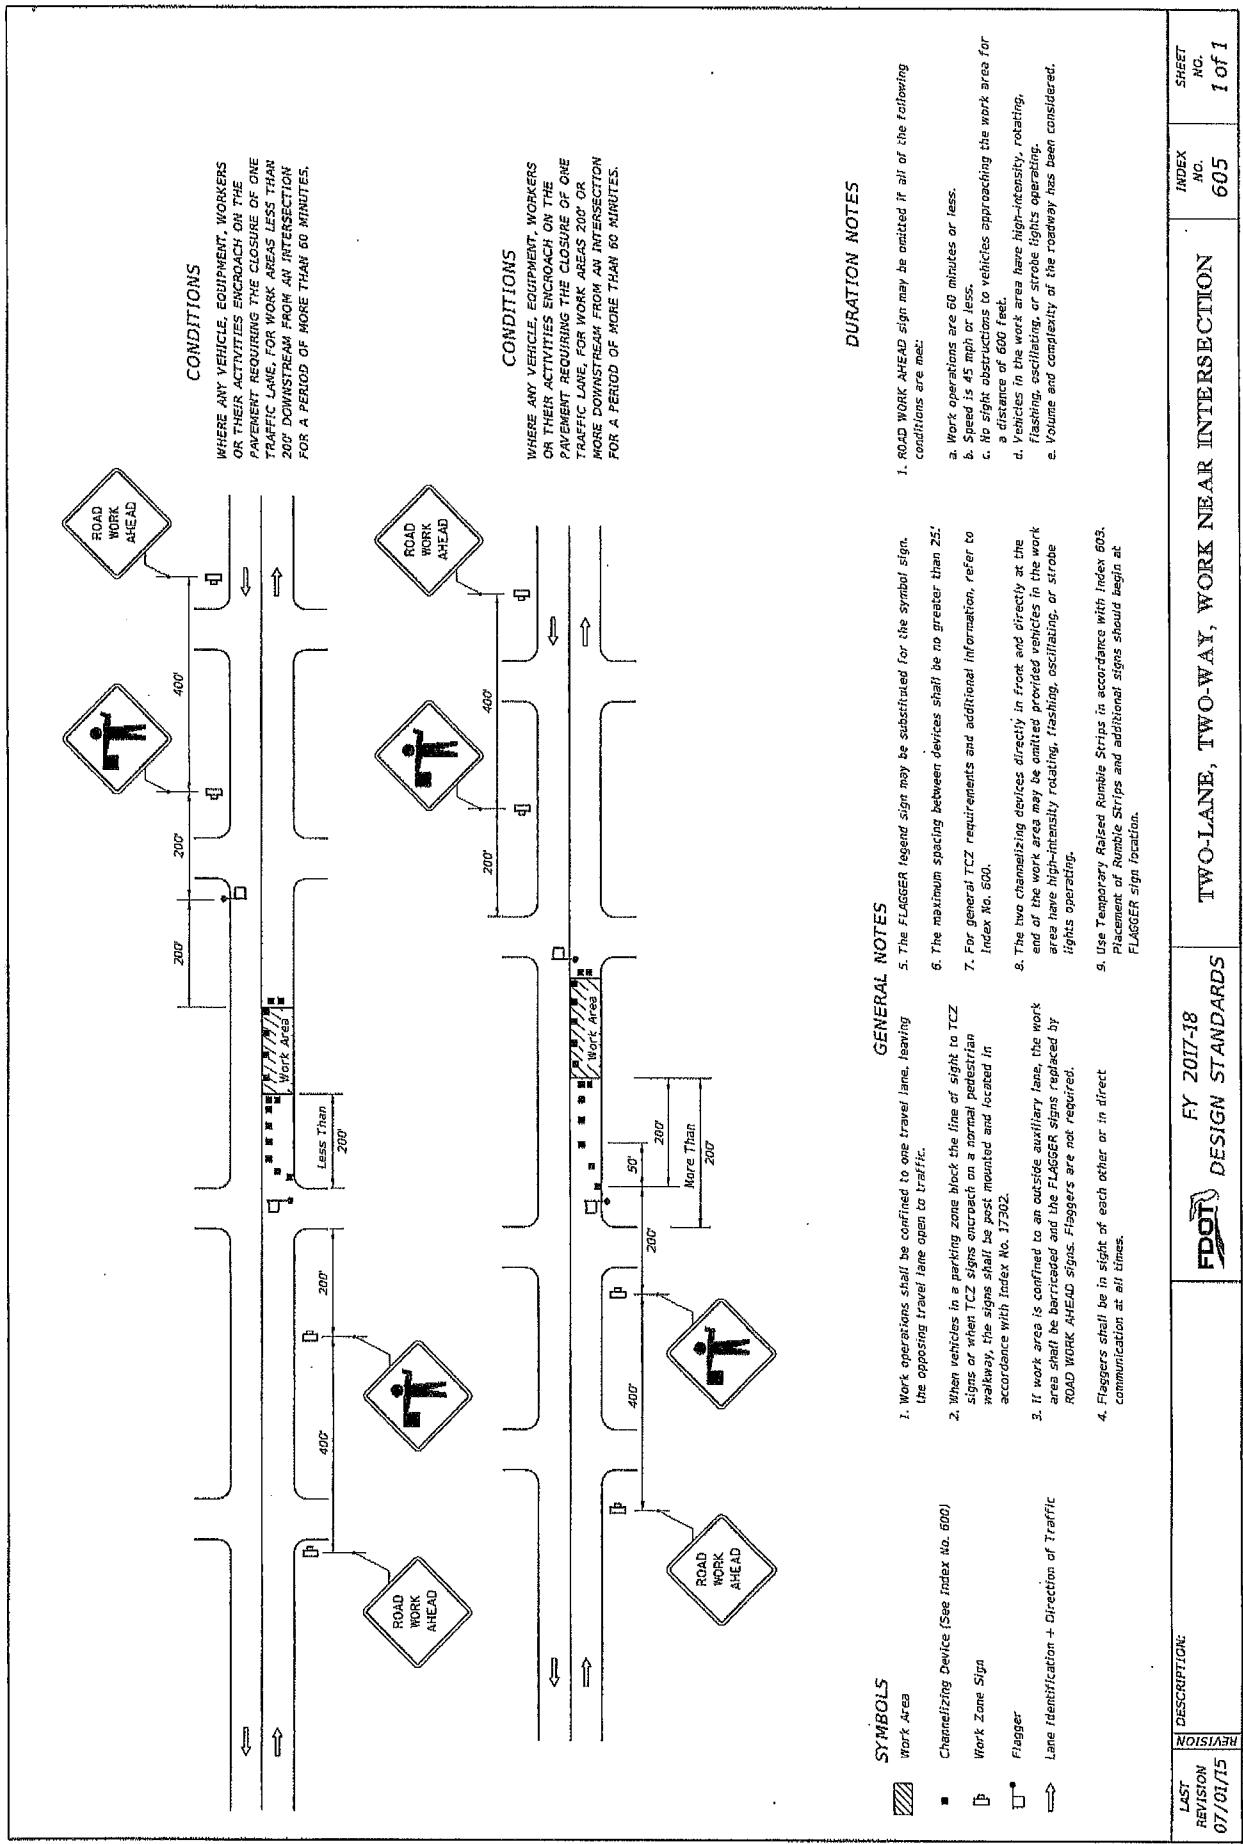 CONDITIONS
WHERE ANY VEHICLE, EQUIPMENT, WORKERS
OR THEIR ACTIVITIES ENCROACH ON THE
PAVEMENT REQUIRING THE CLOSURE OF ONE
TRAFFIC LANE, FOR WORK AREAS LESS THAN
200' DOWNSTREAM FROM AN INTERSECTION
FOR A PERIOD OF MORE THAN 60 MINUTES.
ROAD
WORK
AHEAD
400'
200'
200'
Work Area
Less Than
200'
200'
400'
ROAD
WORK
AHEAD
CONDITIONS
WHERE ANY VEHICLE, EQUIPMENT, WORKERS
OR THEIR ACTIVITIES ENCROACH ON THE
PAVEMENT REQUIRING THE CLOSURE OF ONE
TRAFFIC LANE, FOR WORK AREAS 200' OR
MORE DOWNSTREAM FROM AN INTERSECTION
FOR A PERIOD OF MORE THAN 60 MINUTES.
ROAD
WORK
AHEAD
400'
200'
Work Area
50'
200'
More Than
200'
200'
400'
ROAD
WORK
AHEAD
SYMBOLS
Work Area
Channelizing Device (See Index No. 600)
Work Zone Sign
Flagger
Lane Identification + Direction of Traffic
GENERAL NOTES
1. Work operations shall be confined to one travel lane, leaving
the opposing travel lane open to traffic.
2. When vehicles in a parking zone block the line of sight to TCZ
signs or when TCZ signs encroach on a normal pedestrian
walkway, the signs shall be post mounted and located in
accordance with Index No. 17302.
3. If work area is confined to an outside auxiliary lane, the work
area shall be barricaded and the FLAGGER signs replaced by
ROAD WORK AHEAD signs. Flaggers are not required.
4. Flaggers shall be in sight of each other or in direct
communication at all times.
5. The FLAGGER legend sign may be substituted for the symbol sign.
6. The maximum spacing between devices shall be no greater than 25'.
7. For general TCZ requirements and additional information, refer to
Index No. 600.
8. The two channelizing devices directly in front and directly at the
end of the work area may be omitted provided vehicles in the work
area have high-intensity rotating, flashing, oscillating, or strobe
lights operating.
9. Use Temporary Raised Rumble Strips in accordance with Index 603.
Placement of Rumble Strips and additional signs should begin at
FLAGGER sign location.
DURATION NOTES
1. ROAD WORK AHEAD sign may be omitted if all of the following
conditions are met:
a. Work operations are 60 minutes or less.
b. Speed is 45 mph or less.
c. No sight obstructions to vehicles approaching the work area for
a distance of 600 feet.
d. Vehicles in the work area have high-intensity, rotating,
flashing, oscillating, or strobe lights operating.
e. Volume and complexity of the roadway has been considered.
LAST
REVISION
07/01/15
REVISION
DESCRIPTION:
FDOT
FY 2017-18
DESIGN STANDARDS
TWO-LANE, TWO-WAY, WORK NEAR INTERSECTION
INDEX
NO.
605
SHEET
NO.
1 of 1